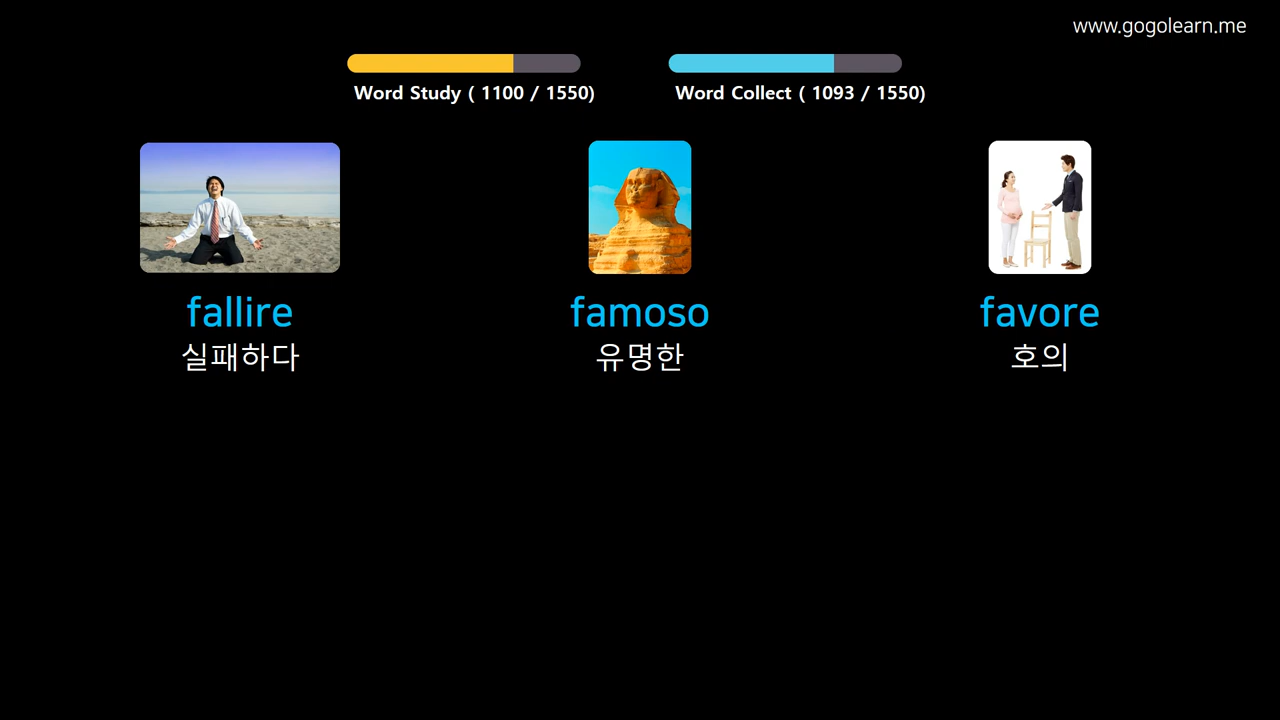 www.gogolearn.me
Word Study ( 1100 / 1550)
Word Collect ( 1093 / 1550)
fallire
실패하다
famoso
유명한
favore
호의